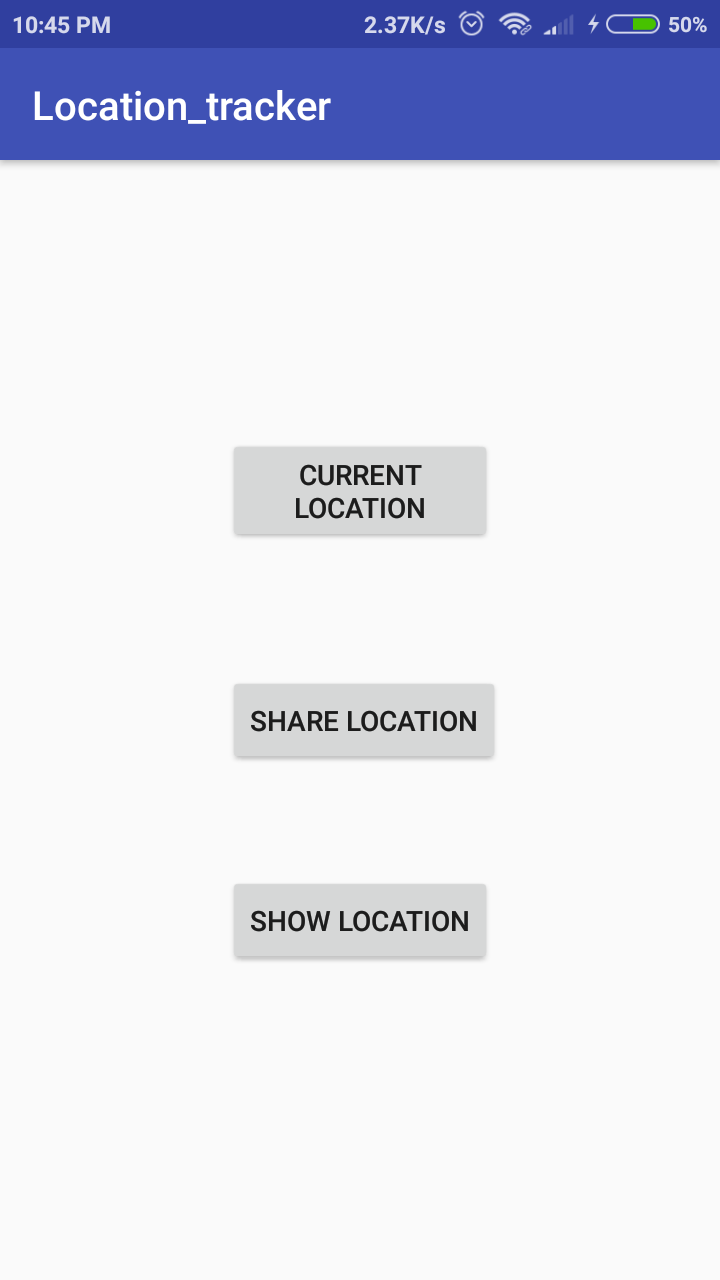 10:45 PM 2.37K/s 50%
Location_tracker
CURRENT
LOCATION
SHARE LOCATION
SHOW LOCATION